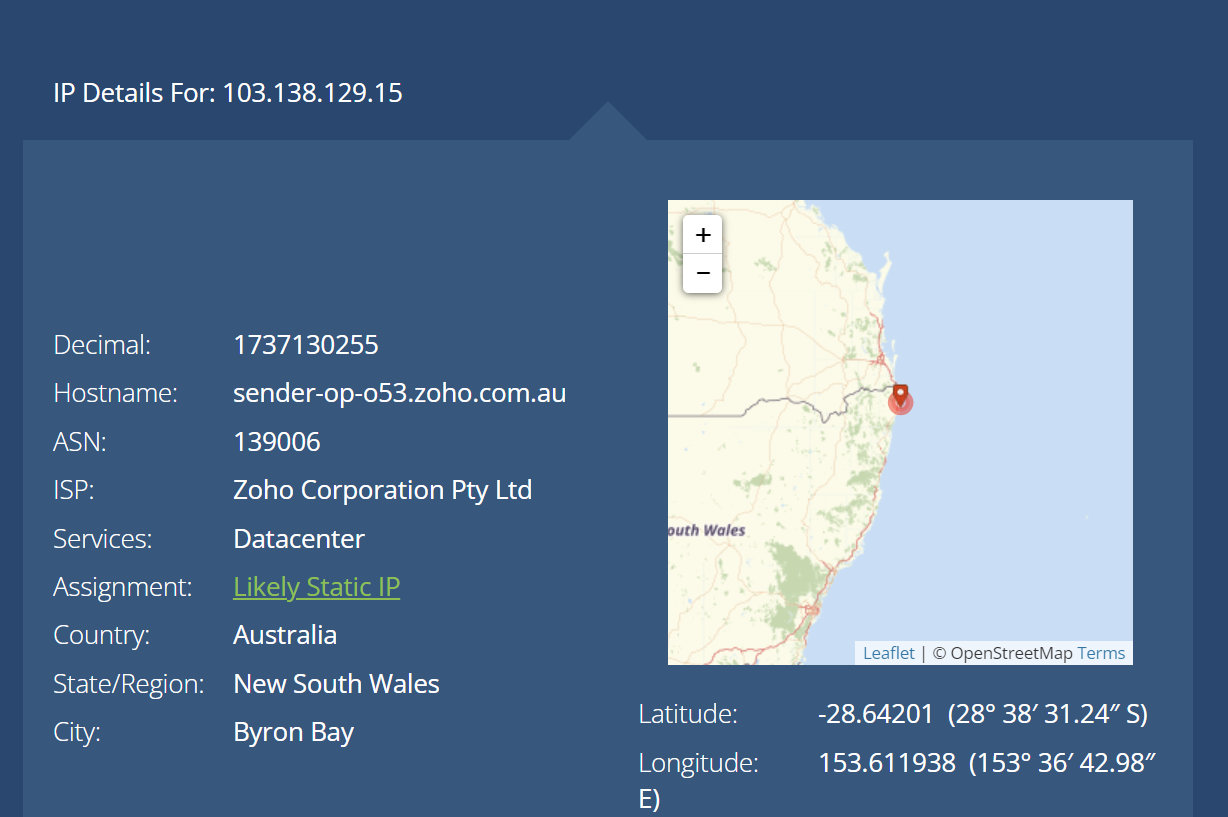 IP Details For: 103.138.129.15
Decimal: 1737130255
Hostname: sender-op-o53.zoho.com.au
ASN: 139006
ISP: Zoho Corporation Pty Ltd
Services: Datacenter
Assignment: Likely Static IP
Country: Australia
State/Region: New South Wales
City: Byron Bay
+
−
outh Wales
Leaflet | © OpenStreetMap Terms
Latitude: -28.64201 (28° 38′ 31.24″ S)
Longitude: 153.611938 (153° 36′ 42.98″
E)